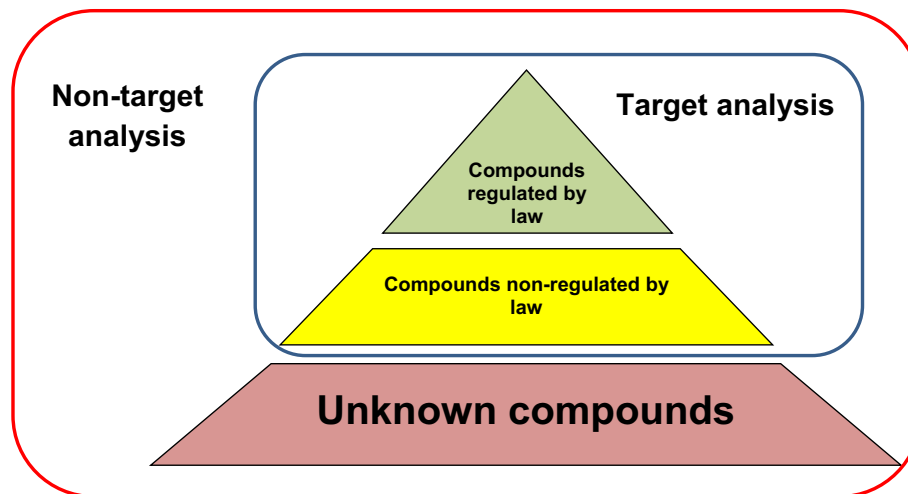 Non-target
analysis
Target analysis
Compounds
regulated by
law
Compounds non-regulated by
law
Unknown compounds